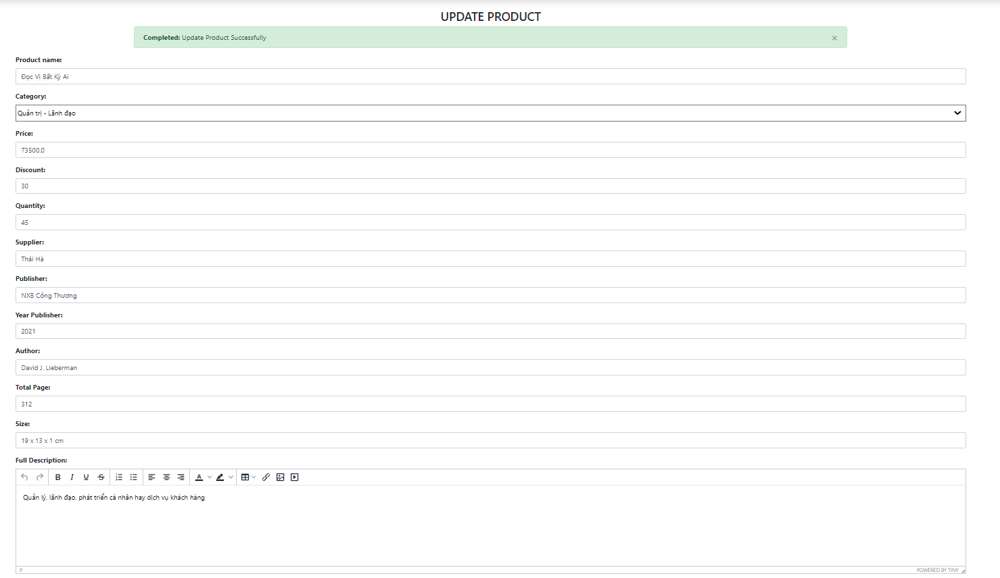 UPDATE PRODUCT
Completed: Update Product Successfully ×
Product name:
Đọc Vị Bất Kỳ Ai
Category:
Quản trị - Lãnh đạo
Price:
73500.0
Discount:
30
Quantity:
45
Supplier:
Thái Hà
Publisher:
NXB Công Thương
Year Publisher:
2021
Author:
David J. Lieberman
Total Page:
312
Size:
19 x 13 x 1 cm
Full Description:
B I U S A
Quản lý, lãnh đạo, phát triển cá nhân hay dịch vụ khách hàng
P POWERED BY TINY